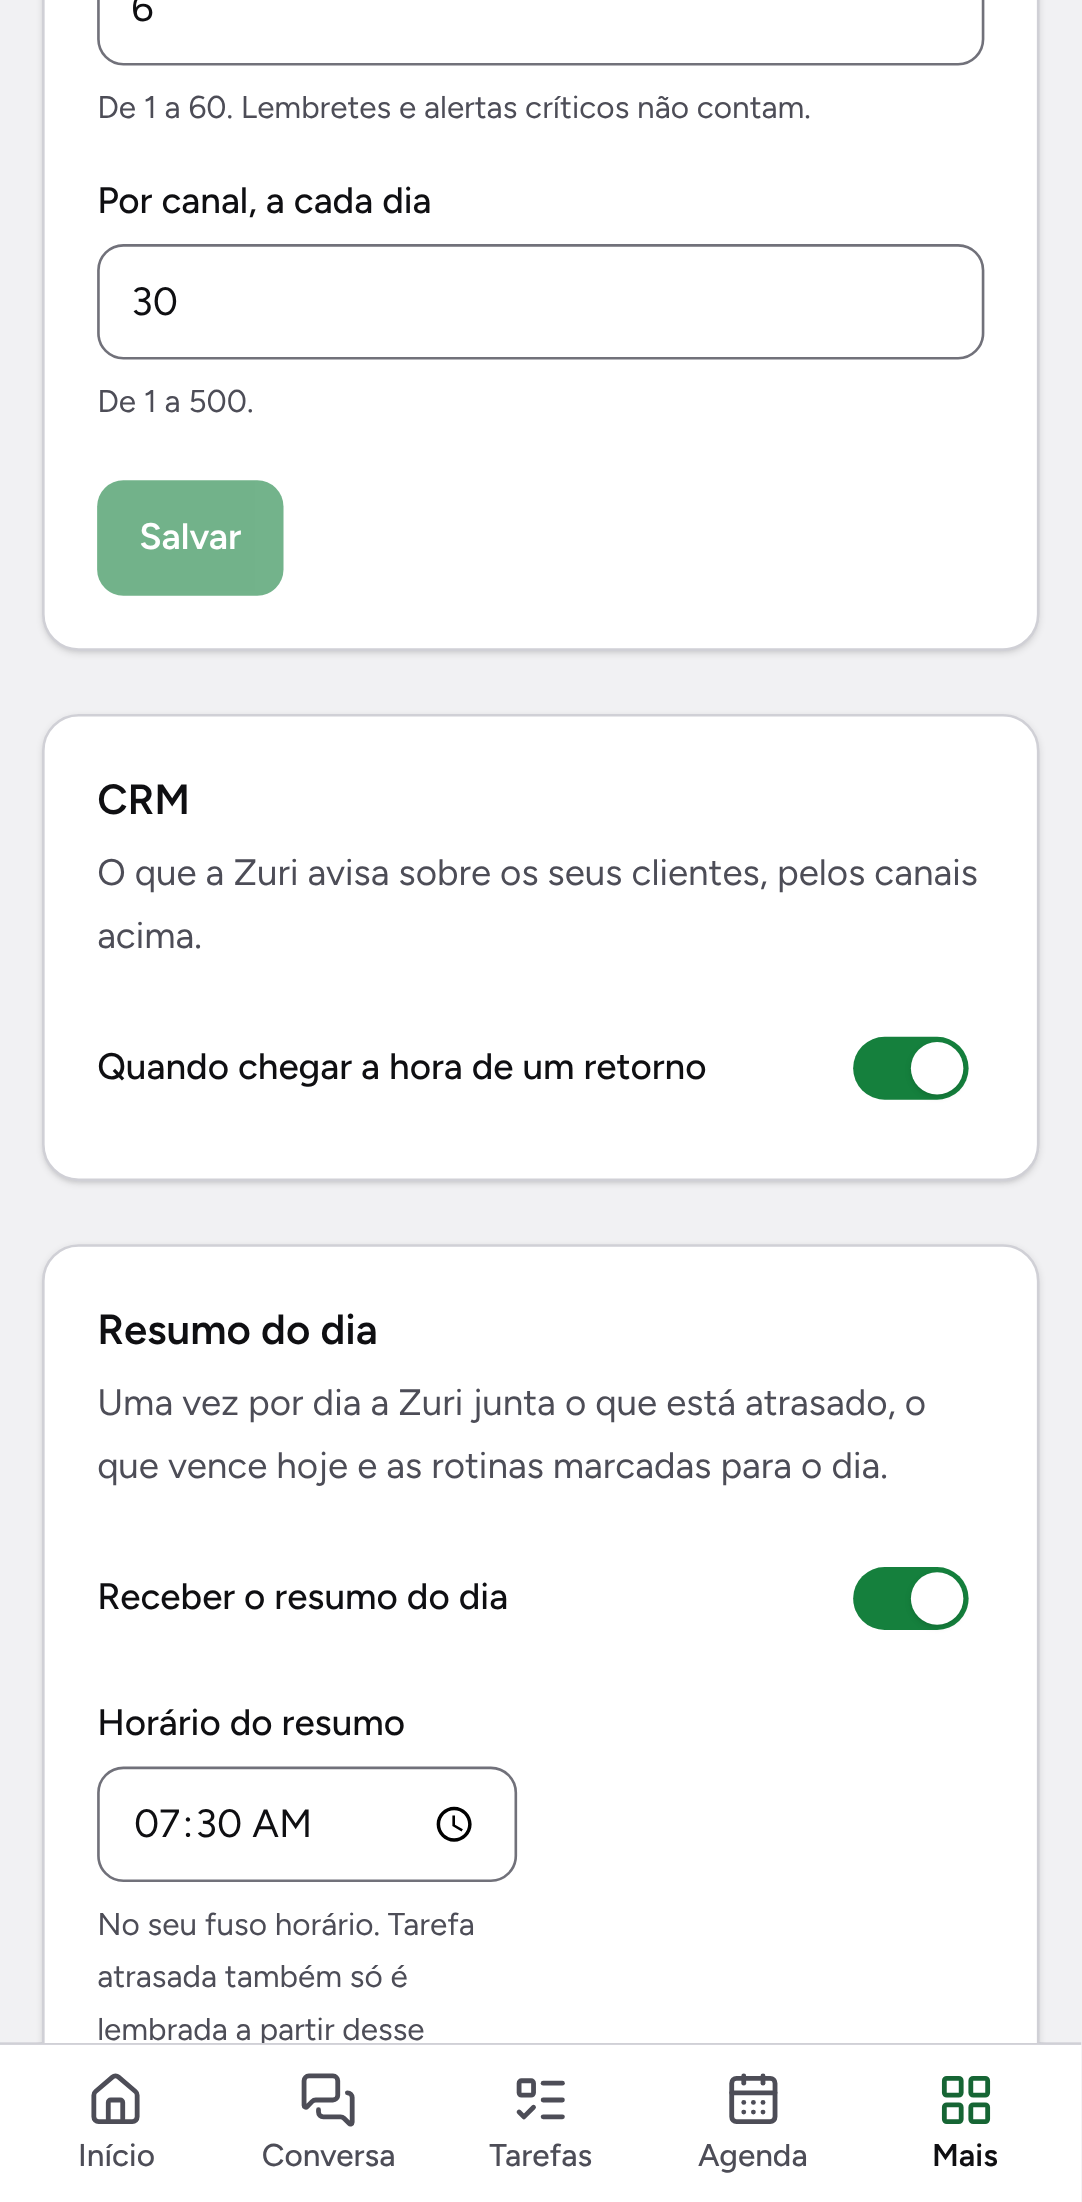 6
De 1 a 60. Lembretes e alertas críticos não contam.
Por canal, a cada dia
30
De 1 a 500.
Salvar
CRM
O que a Zuri avisa sobre os seus clientes, pelos canais
acima.
Quando chegar a hora de um retorno
Resumo do dia
Uma vez por dia a Zuri junta o que está atrasado, o
que vence hoje e as rotinas marcadas para o dia.
Receber o resumo do dia
Horário do resumo
07:30 AM
No seu fuso horário. Tarefa
atrasada também só é
lembrada a partir desse
Início
Conversa
Tarefas
Agenda
Mais